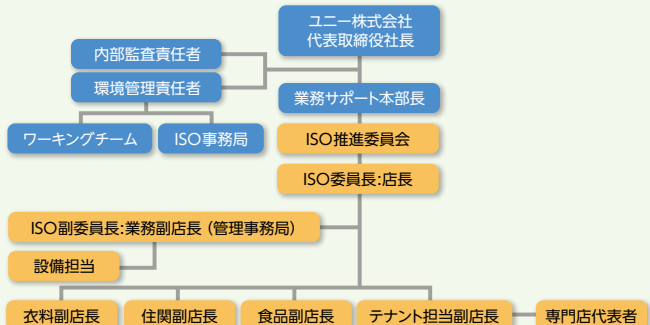 ユニー株式会社
代表取締役社長
内部監査責任者
環境管理責任者
業務サポート本部長
ワーキングチーム
ISO事務局
ISO推進委員会
ISO委員長:店長
ISO副委員長:業務副店長（管理事務局）
設備担当
衣料副店長
住関副店長
食品副店長
テナント担当副店長
専門店代表者